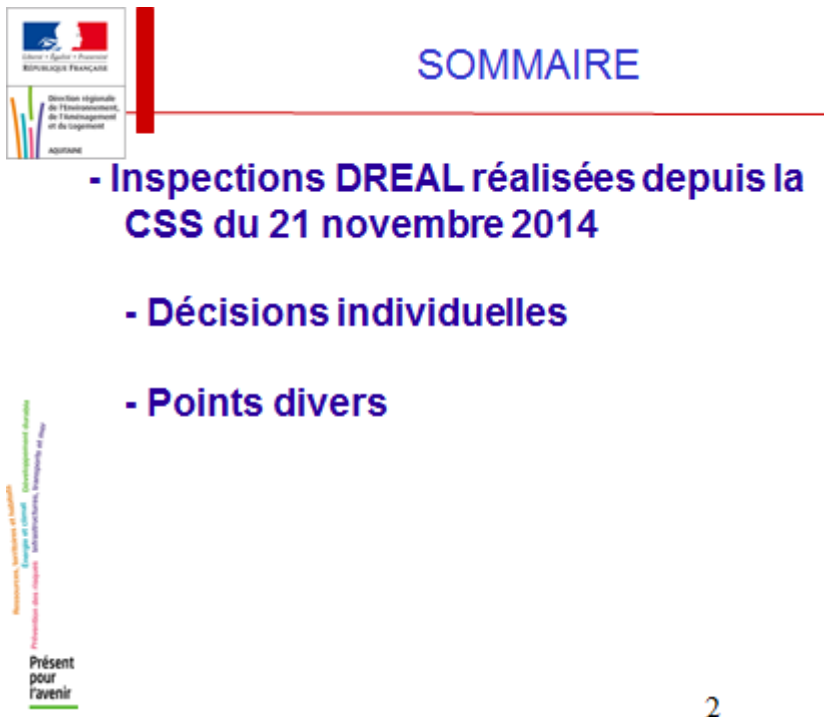 Liberté • Égalité • Fraternité
RÉPUBLIQUE FRANÇAISE
Direction régionale
de l'Environnement,
de l'Aménagement
et du Logement
AQUITAINE
SOMMAIRE
- Inspections DREAL réalisées depuis la
CSS du 21 novembre 2014
- Décisions individuelles
- Points divers
Ressources, territoires et habitats
Énergie et climat
Développement durable
Prévention des risques
Infrastructures, transports et mer
Présent
pour
l'avenir
2